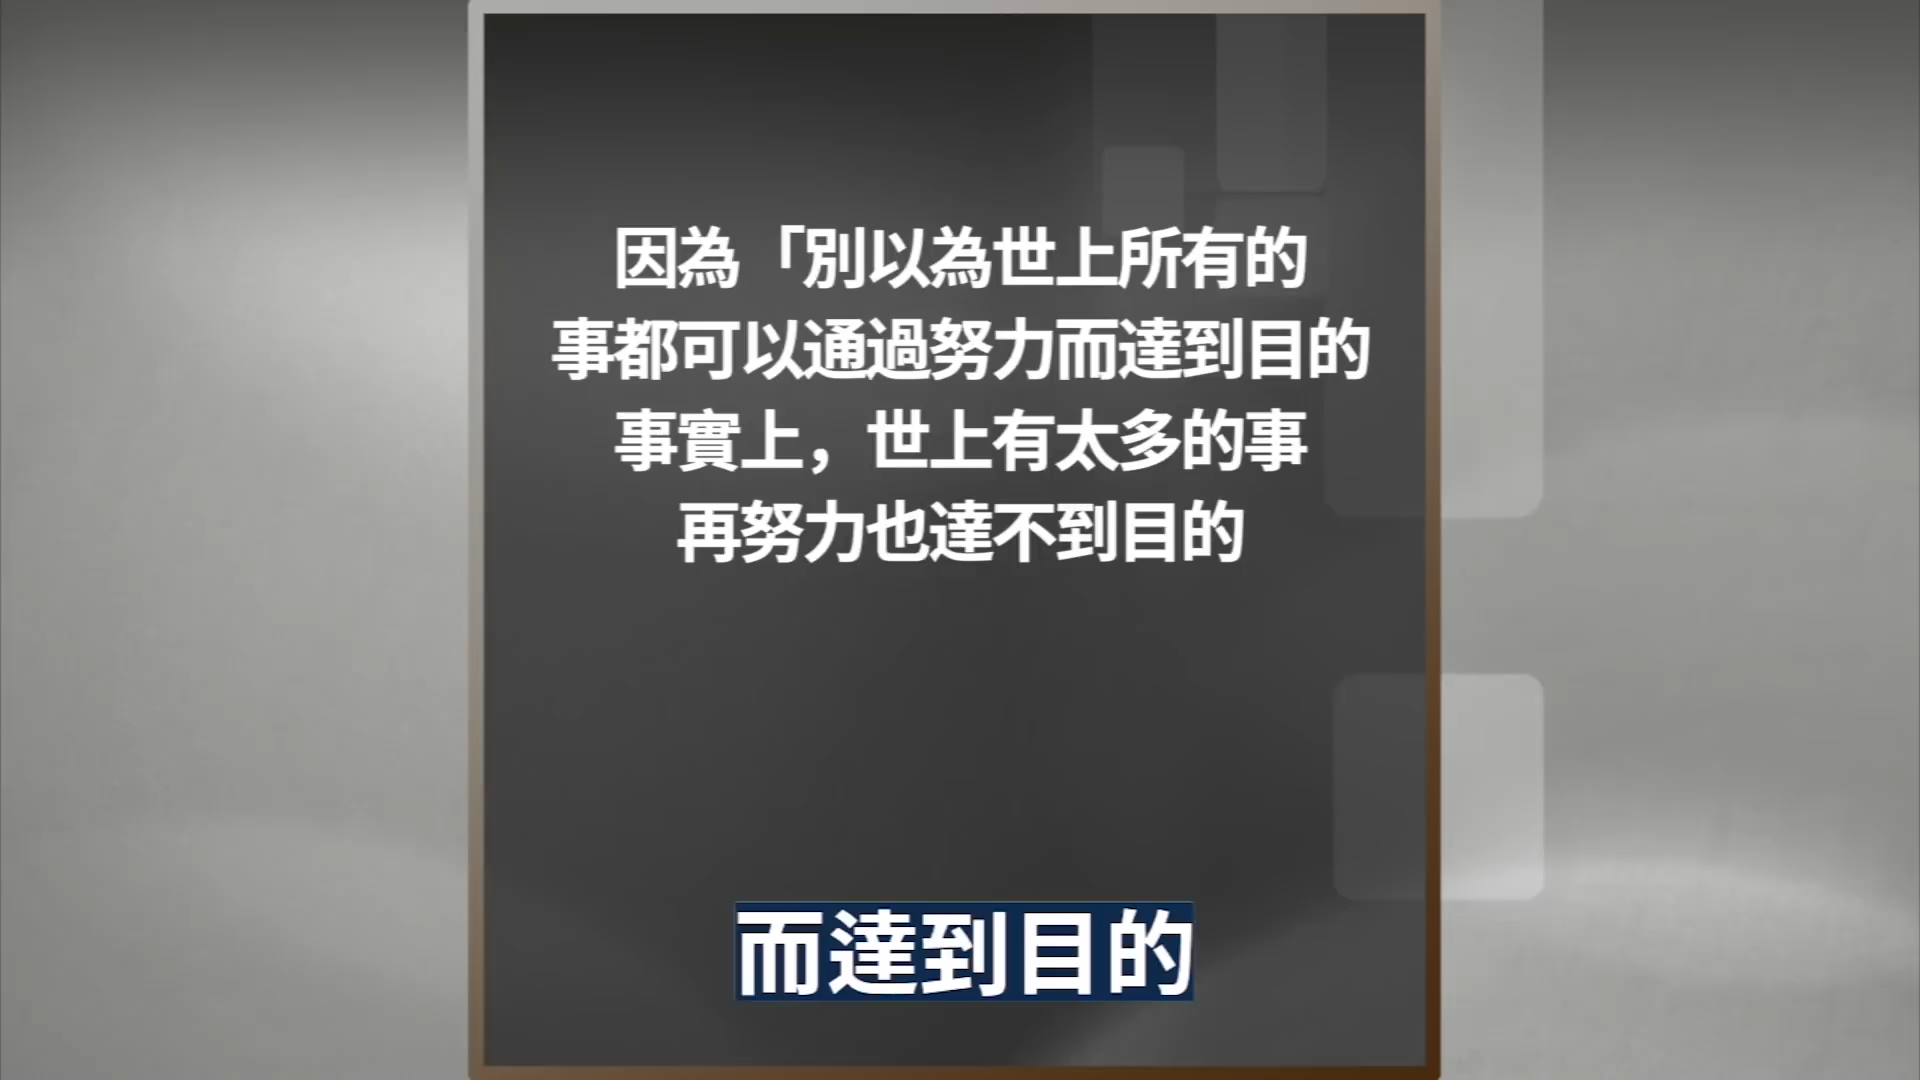 因為「別以為世上所有的
事都可以通過努力而達到目的
事實上，世上有太多的事
再努力也達不到目的
而達到目的